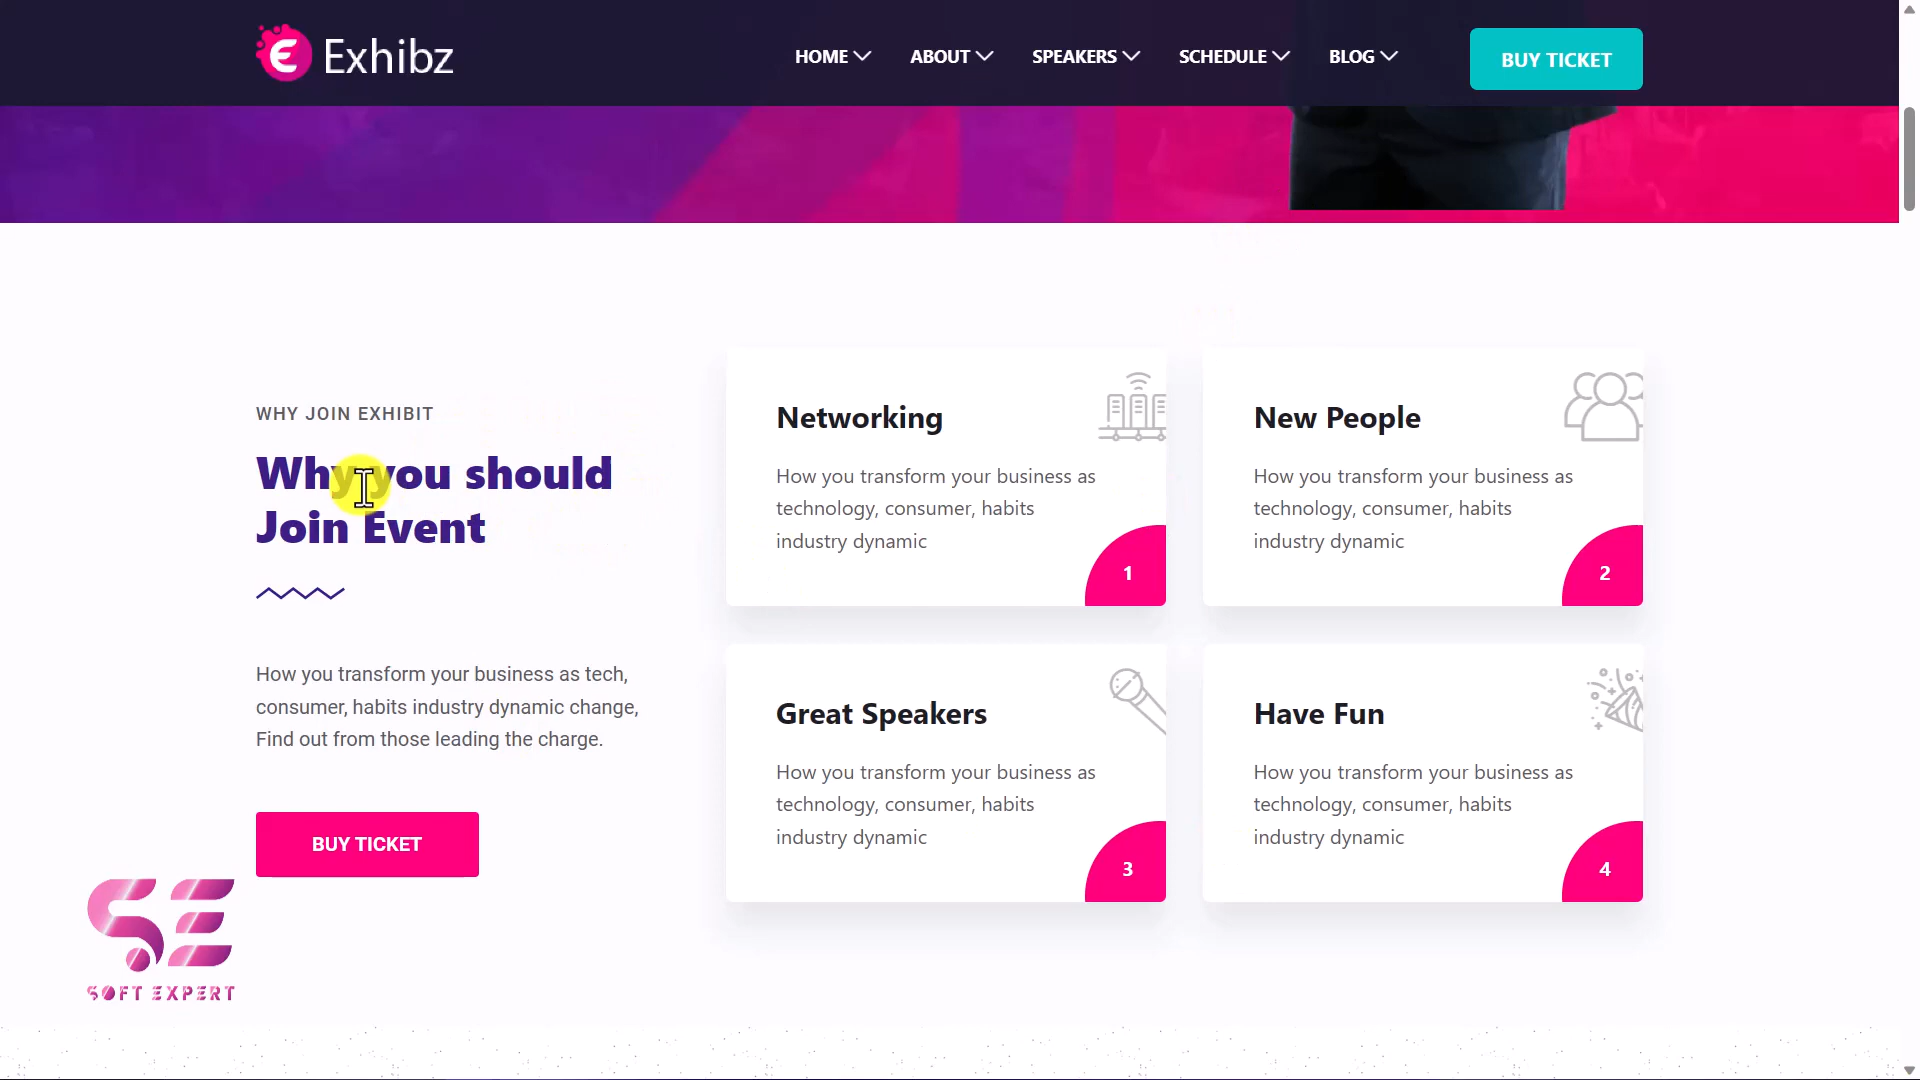 Exhibz
HOME ABOUT SPEAKERS SCHEDULE BLOG BUY TICKET
WHY JOIN EXHIBIT
Why you should
Join Event
How you transform your business as tech,
consumer, habits industry dynamic change,
Find out from those leading the charge.
BUY TICKET
Networking
How you transform your business as
technology, consumer, habits
industry dynamic
1
New People
How you transform your business as
technology, consumer, habits
industry dynamic
2
Great Speakers
How you transform your business as
technology, consumer, habits
industry dynamic
3
Have Fun
How you transform your business as
technology, consumer, habits
industry dynamic
4
SE
SOFT EXPERT